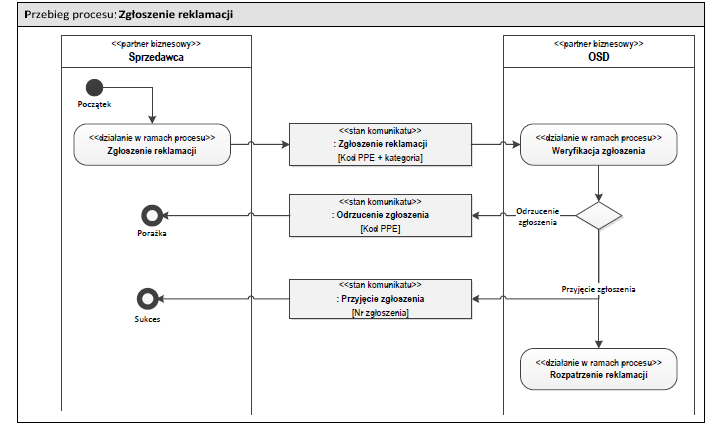 Przebieg procesu: Zgłoszenie reklamacji
<<partner biznesowy>>
Sprzedawca
<<partner biznesowy>>
OSD
Początek
<<działanie w ramach procesu>>
Zgłoszenie reklamacji
<<stan komunikatu>>
: Zgłoszenie reklamacji
[Kod PPE + kategoria]
<<działanie w ramach procesu>>
Weryfikacja zgłoszenia
<<stan komunikatu>>
: Odrzucenie zgłoszenia
[Kod PPE]
Odrzucenie
zgłoszenia
Porażka
Przyjęcie zgłoszenia
<<stan komunikatu>>
: Przyjęcie zgłoszenia
[Nr zgłoszenia]
Sukces
<<działanie w ramach procesu>>
Rozpatrzenie reklamacji